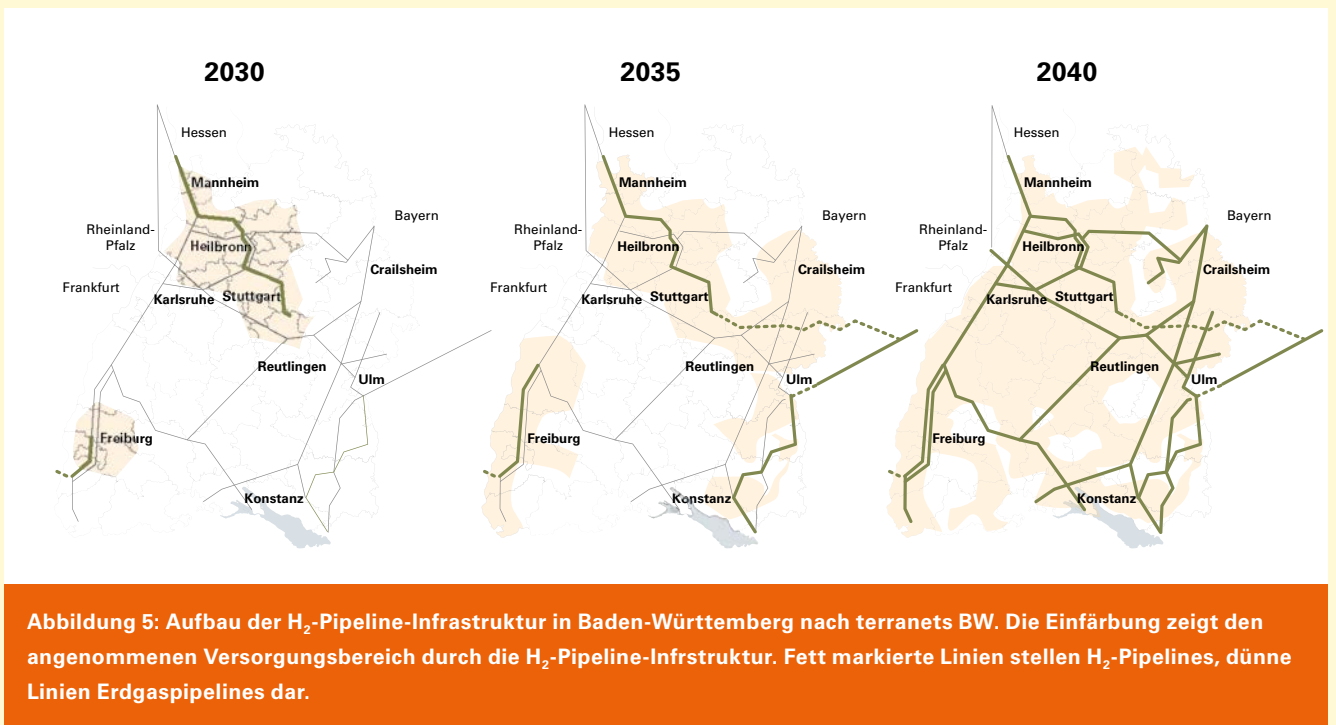 2030
Hessen
Mannheim
Bayern
Rheinland-
Pfalz
Heilbronn
Crailsheim
Frankfurt
Karlsruhe
Stuttgart
Reutlingen
Ulm
Freiburg
Konstanz
2035
Hessen
Mannheim
Bayern
Rheinland-
Pfalz
Heilbronn
Crailsheim
Frankfurt
Karlsruhe
Stuttgart
Reutlingen
Ulm
Freiburg
Konstanz
2040
Hessen
Mannheim
Bayern
Rheinland-
Pfalz
Heilbronn
Crailsheim
Frankfurt
Karlsruhe
Stuttgart
Reutlingen
Ulm
Freiburg
Konstanz
Abbildung 5: Aufbau der H₂-Pipeline-Infrastruktur in Baden-Württemberg nach terranets BW. Die Einfärbung zeigt den
angenommenen Versorgungsbereich durch die H₂-Pipeline-Infrstruktur. Fett markierte Linien stellen H₂-Pipelines, dünne
Linien Erdgaspipelines dar.